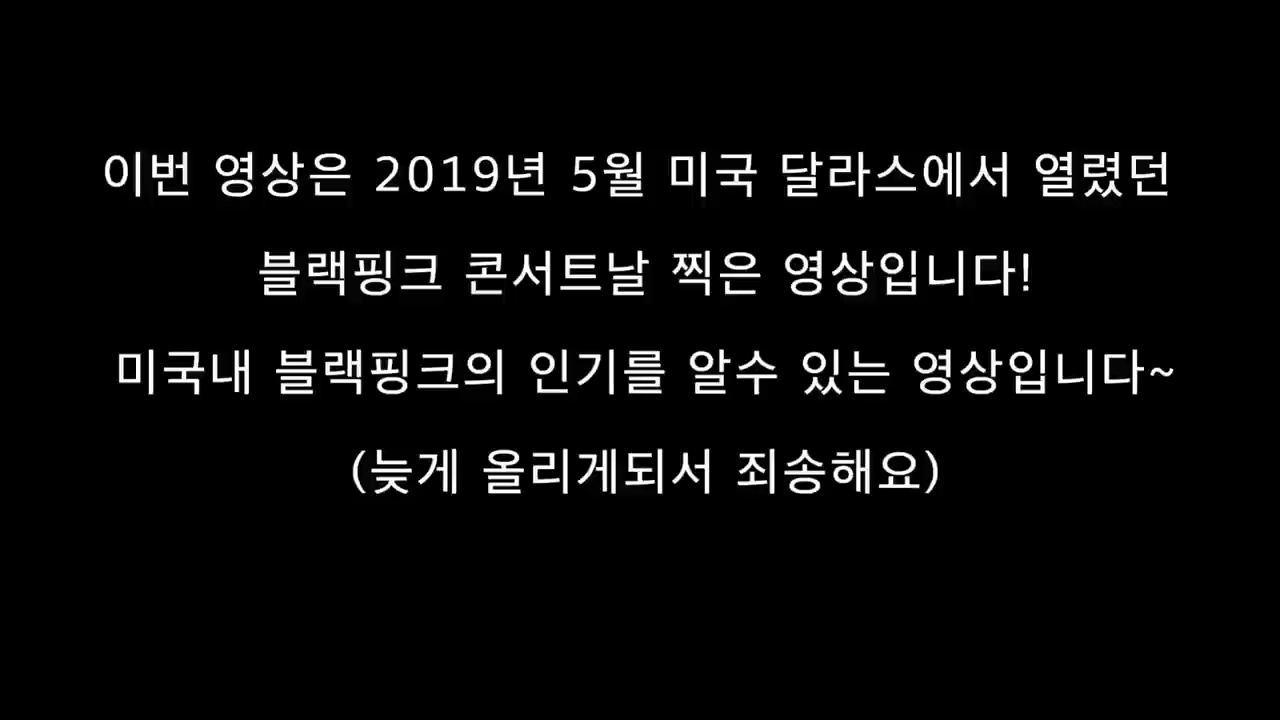 이번 영상은 2019년 5월 미국 달라스에서 열렸던
블랙핑크 콘서트날 찍은 영상입니다!
미국내 블랙핑크의 인기를 알수 있는 영상입니다~
(늦게 올리게되서 죄송해요)